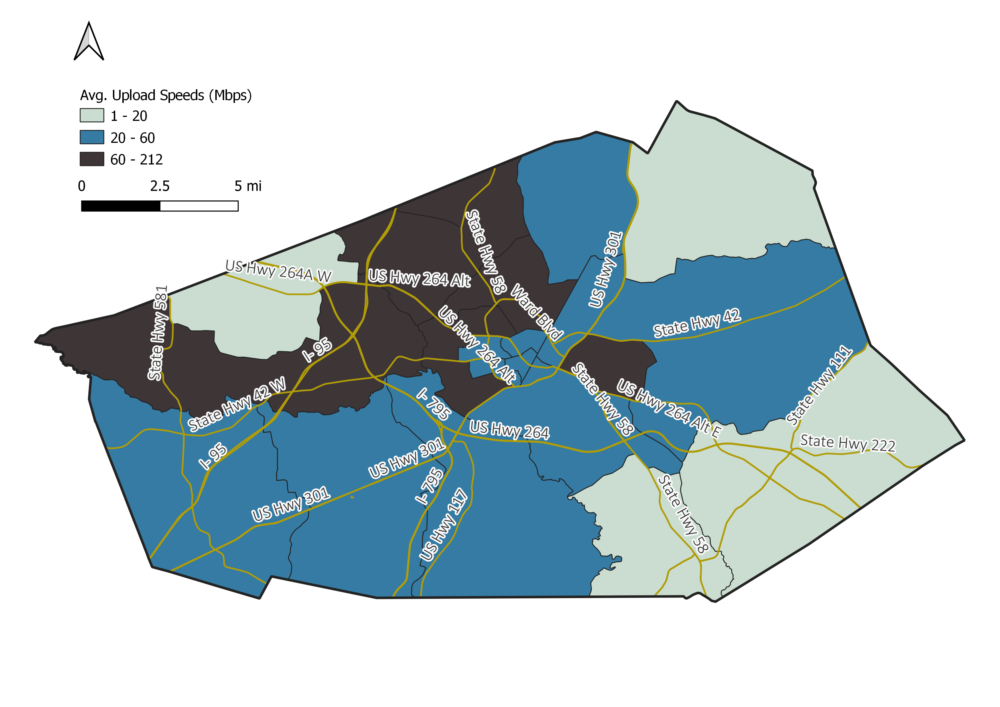 Avg. Upload Speeds (Mbps)
1 - 20
20 - 60
60 - 212
0 2.5 5 mi
State Hwy 58
US Hwy 301
US Hwy 264A W
US Hwy 264 Alt
State Hwy 581
Ward Blvd
US Hwy 264 Alt
State Hwy 42
I- 95
State Hwy 111
State Hwy 58
State Hwy 42 W
US Hwy 264 Alt E
I- 795
US Hwy 264
State Hwy 222
I- 95
US Hwy 301
I- 795
US Hwy 301
US Hwy 117
State Hwy 58